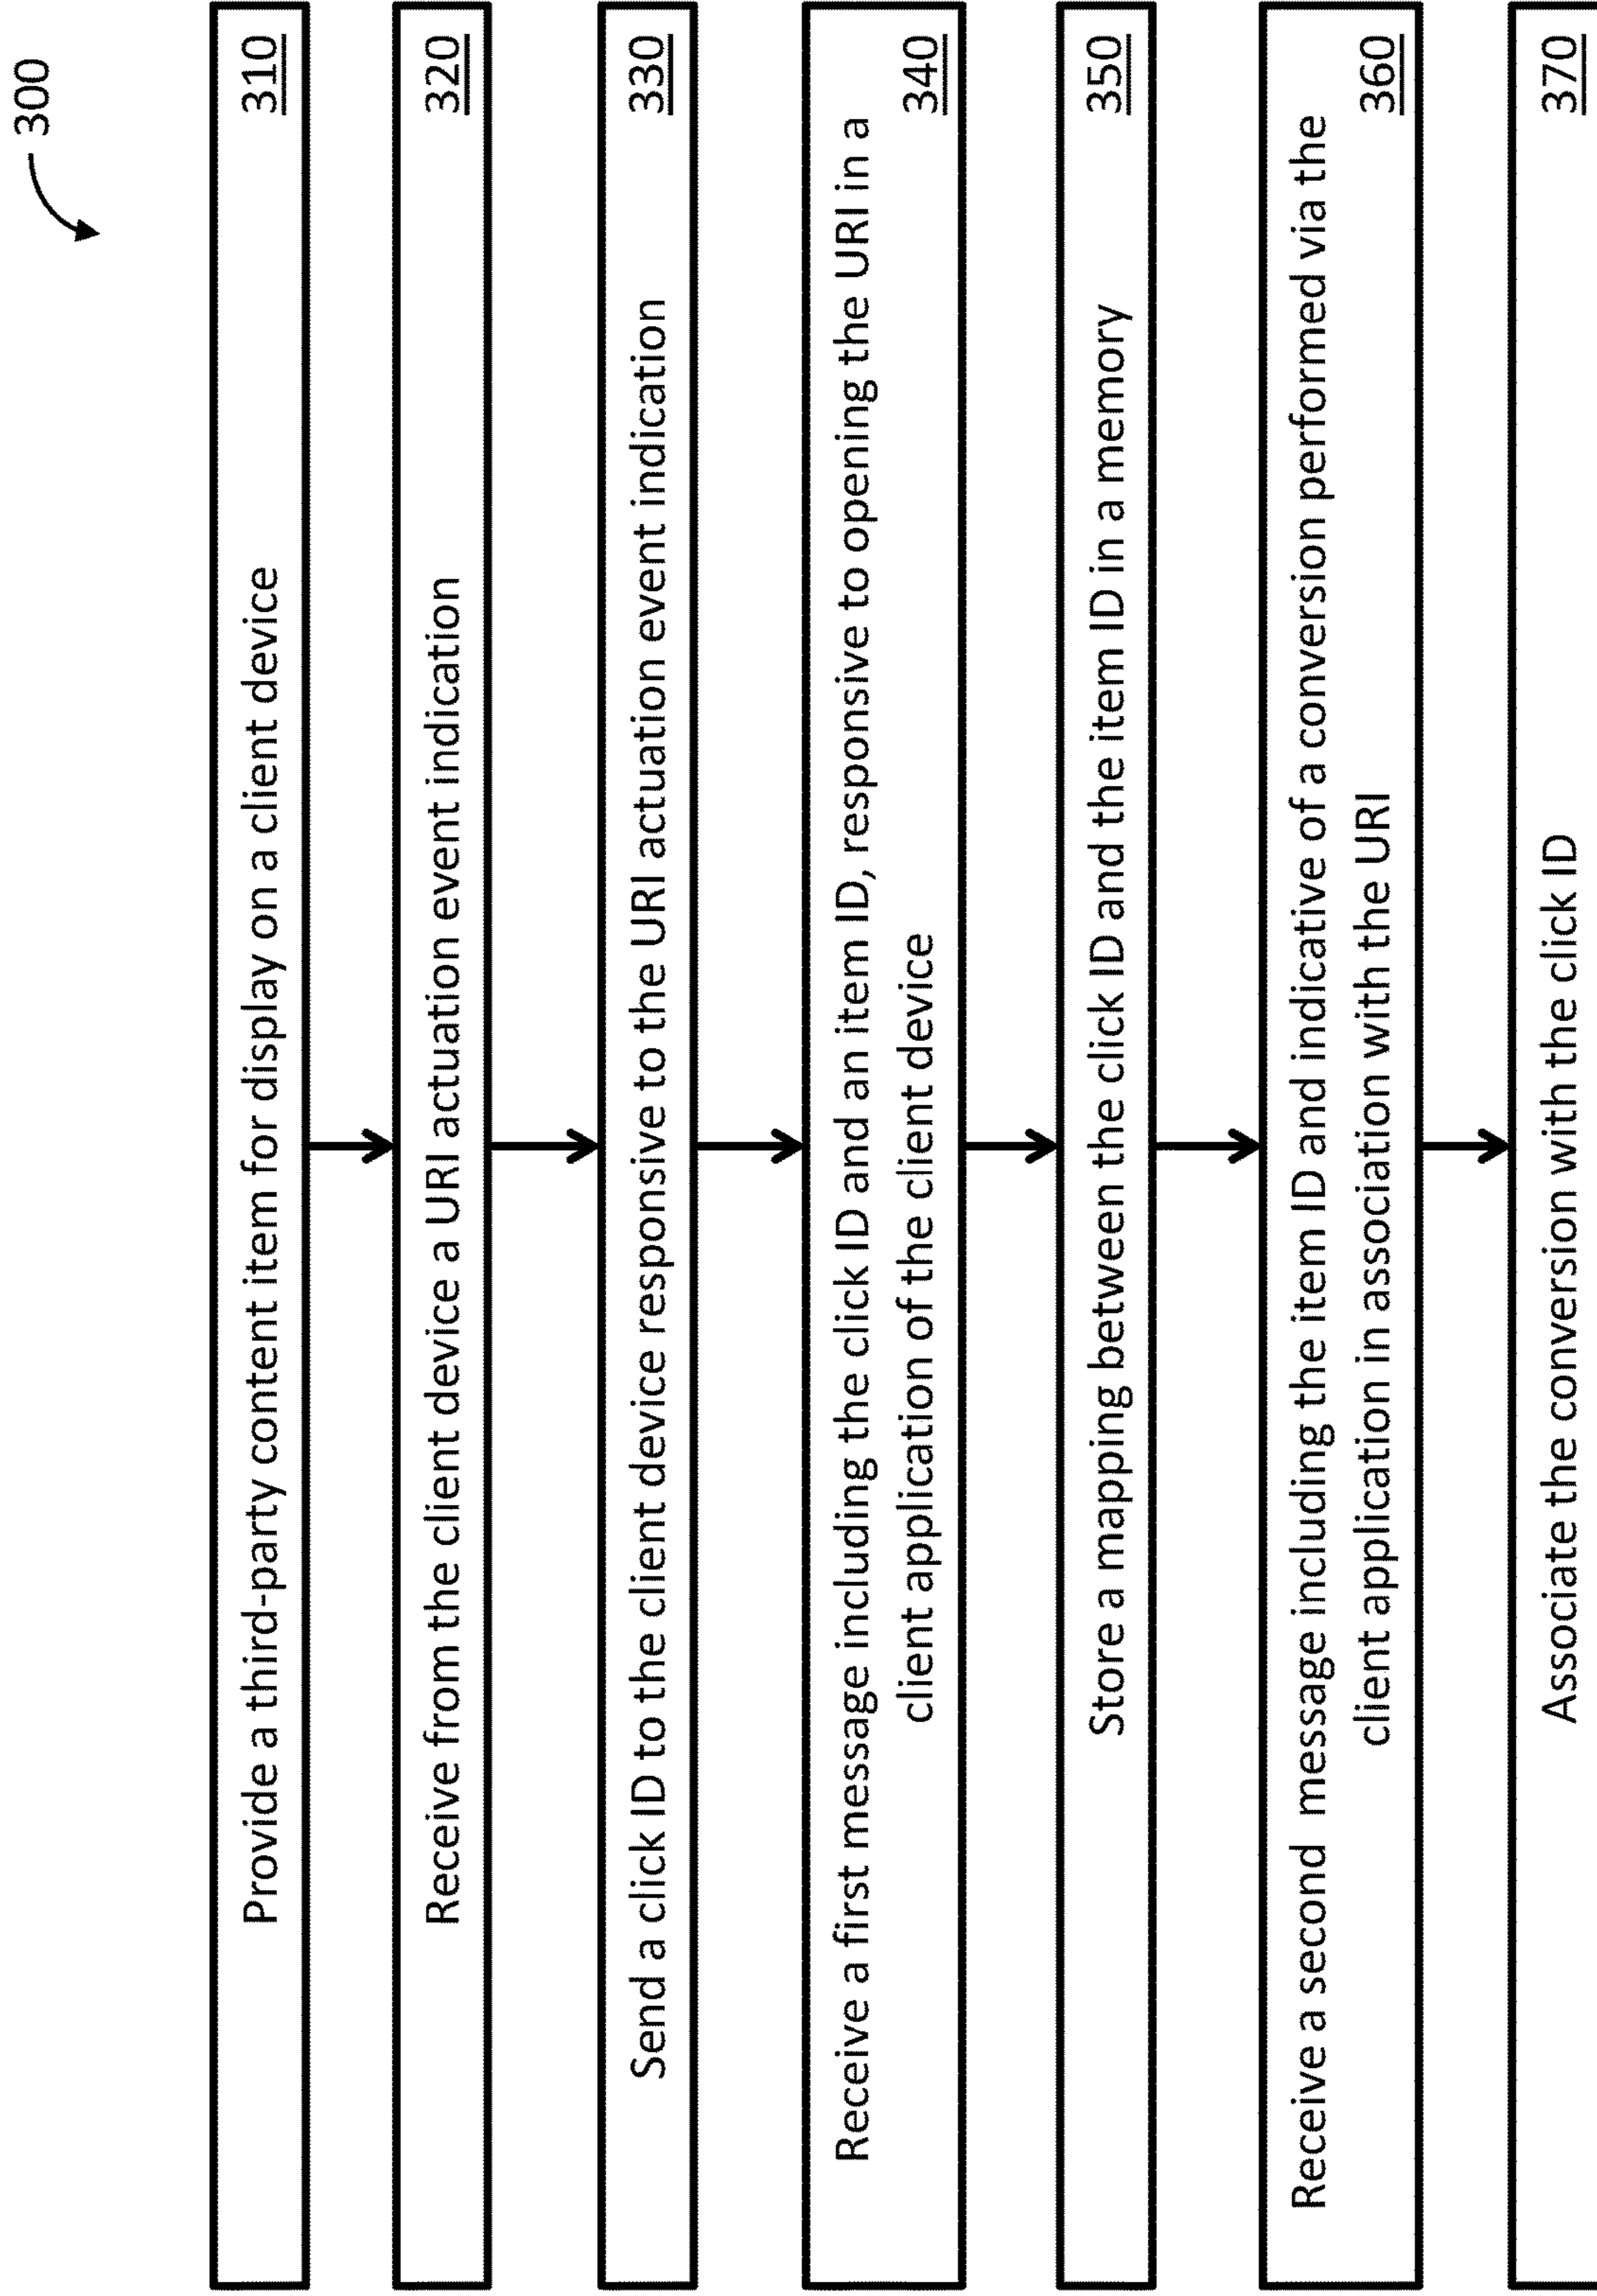 300
Provide a third-party content item for display on a client device
310
Receive from the client device a URI actuation event indication
320
Send a click ID to the client device responsive to the URI actuation event indication
330
Receive a first message including the click ID and an item ID, responsive to opening the URI in a
client application of the client device
340
Store a mapping between the click ID and the item ID in a memory
350
Receive a second message including the item ID and indicative of a conversion performed via the
client application in association with the URI
360
Associate the conversion with the click ID
370